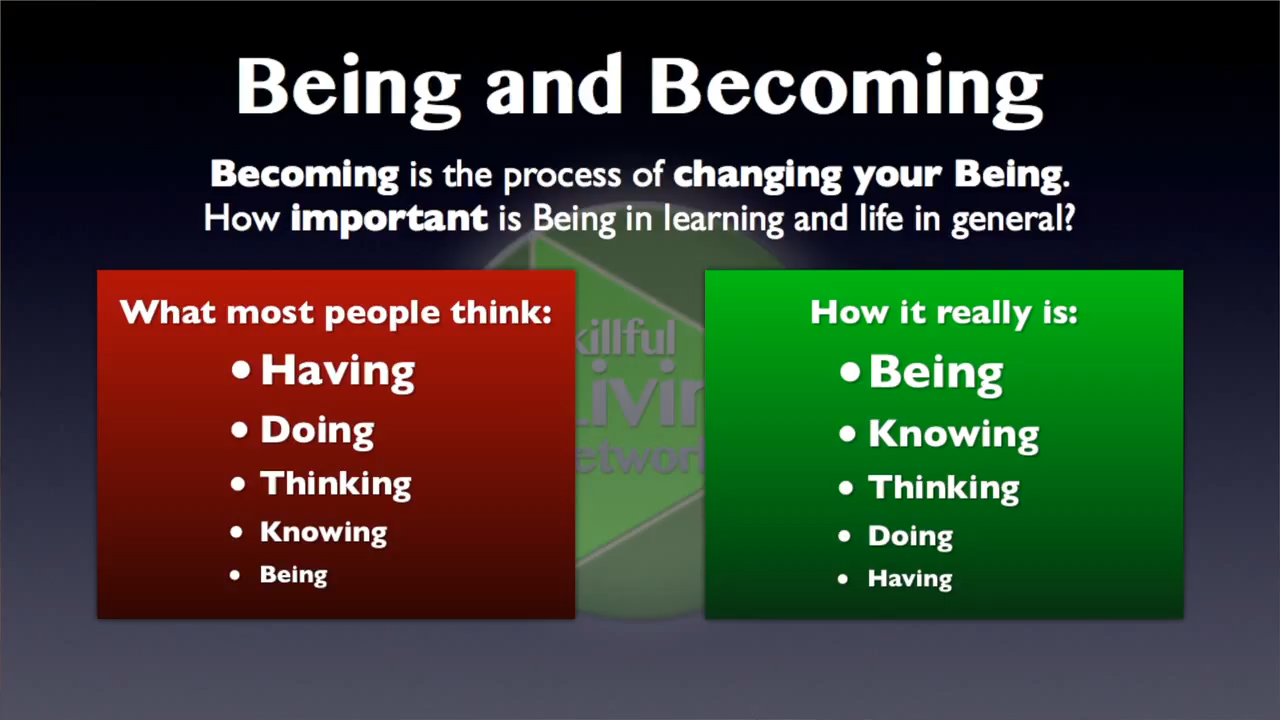 Being and Becoming
Becoming is the process of changing your Being.
How important is Being in learning and life in general?
What most people think:
• Having
• Doing
• Thinking
• Knowing
• Being
How it really is:
• Being
• Knowing
• Thinking
• Doing
• Having